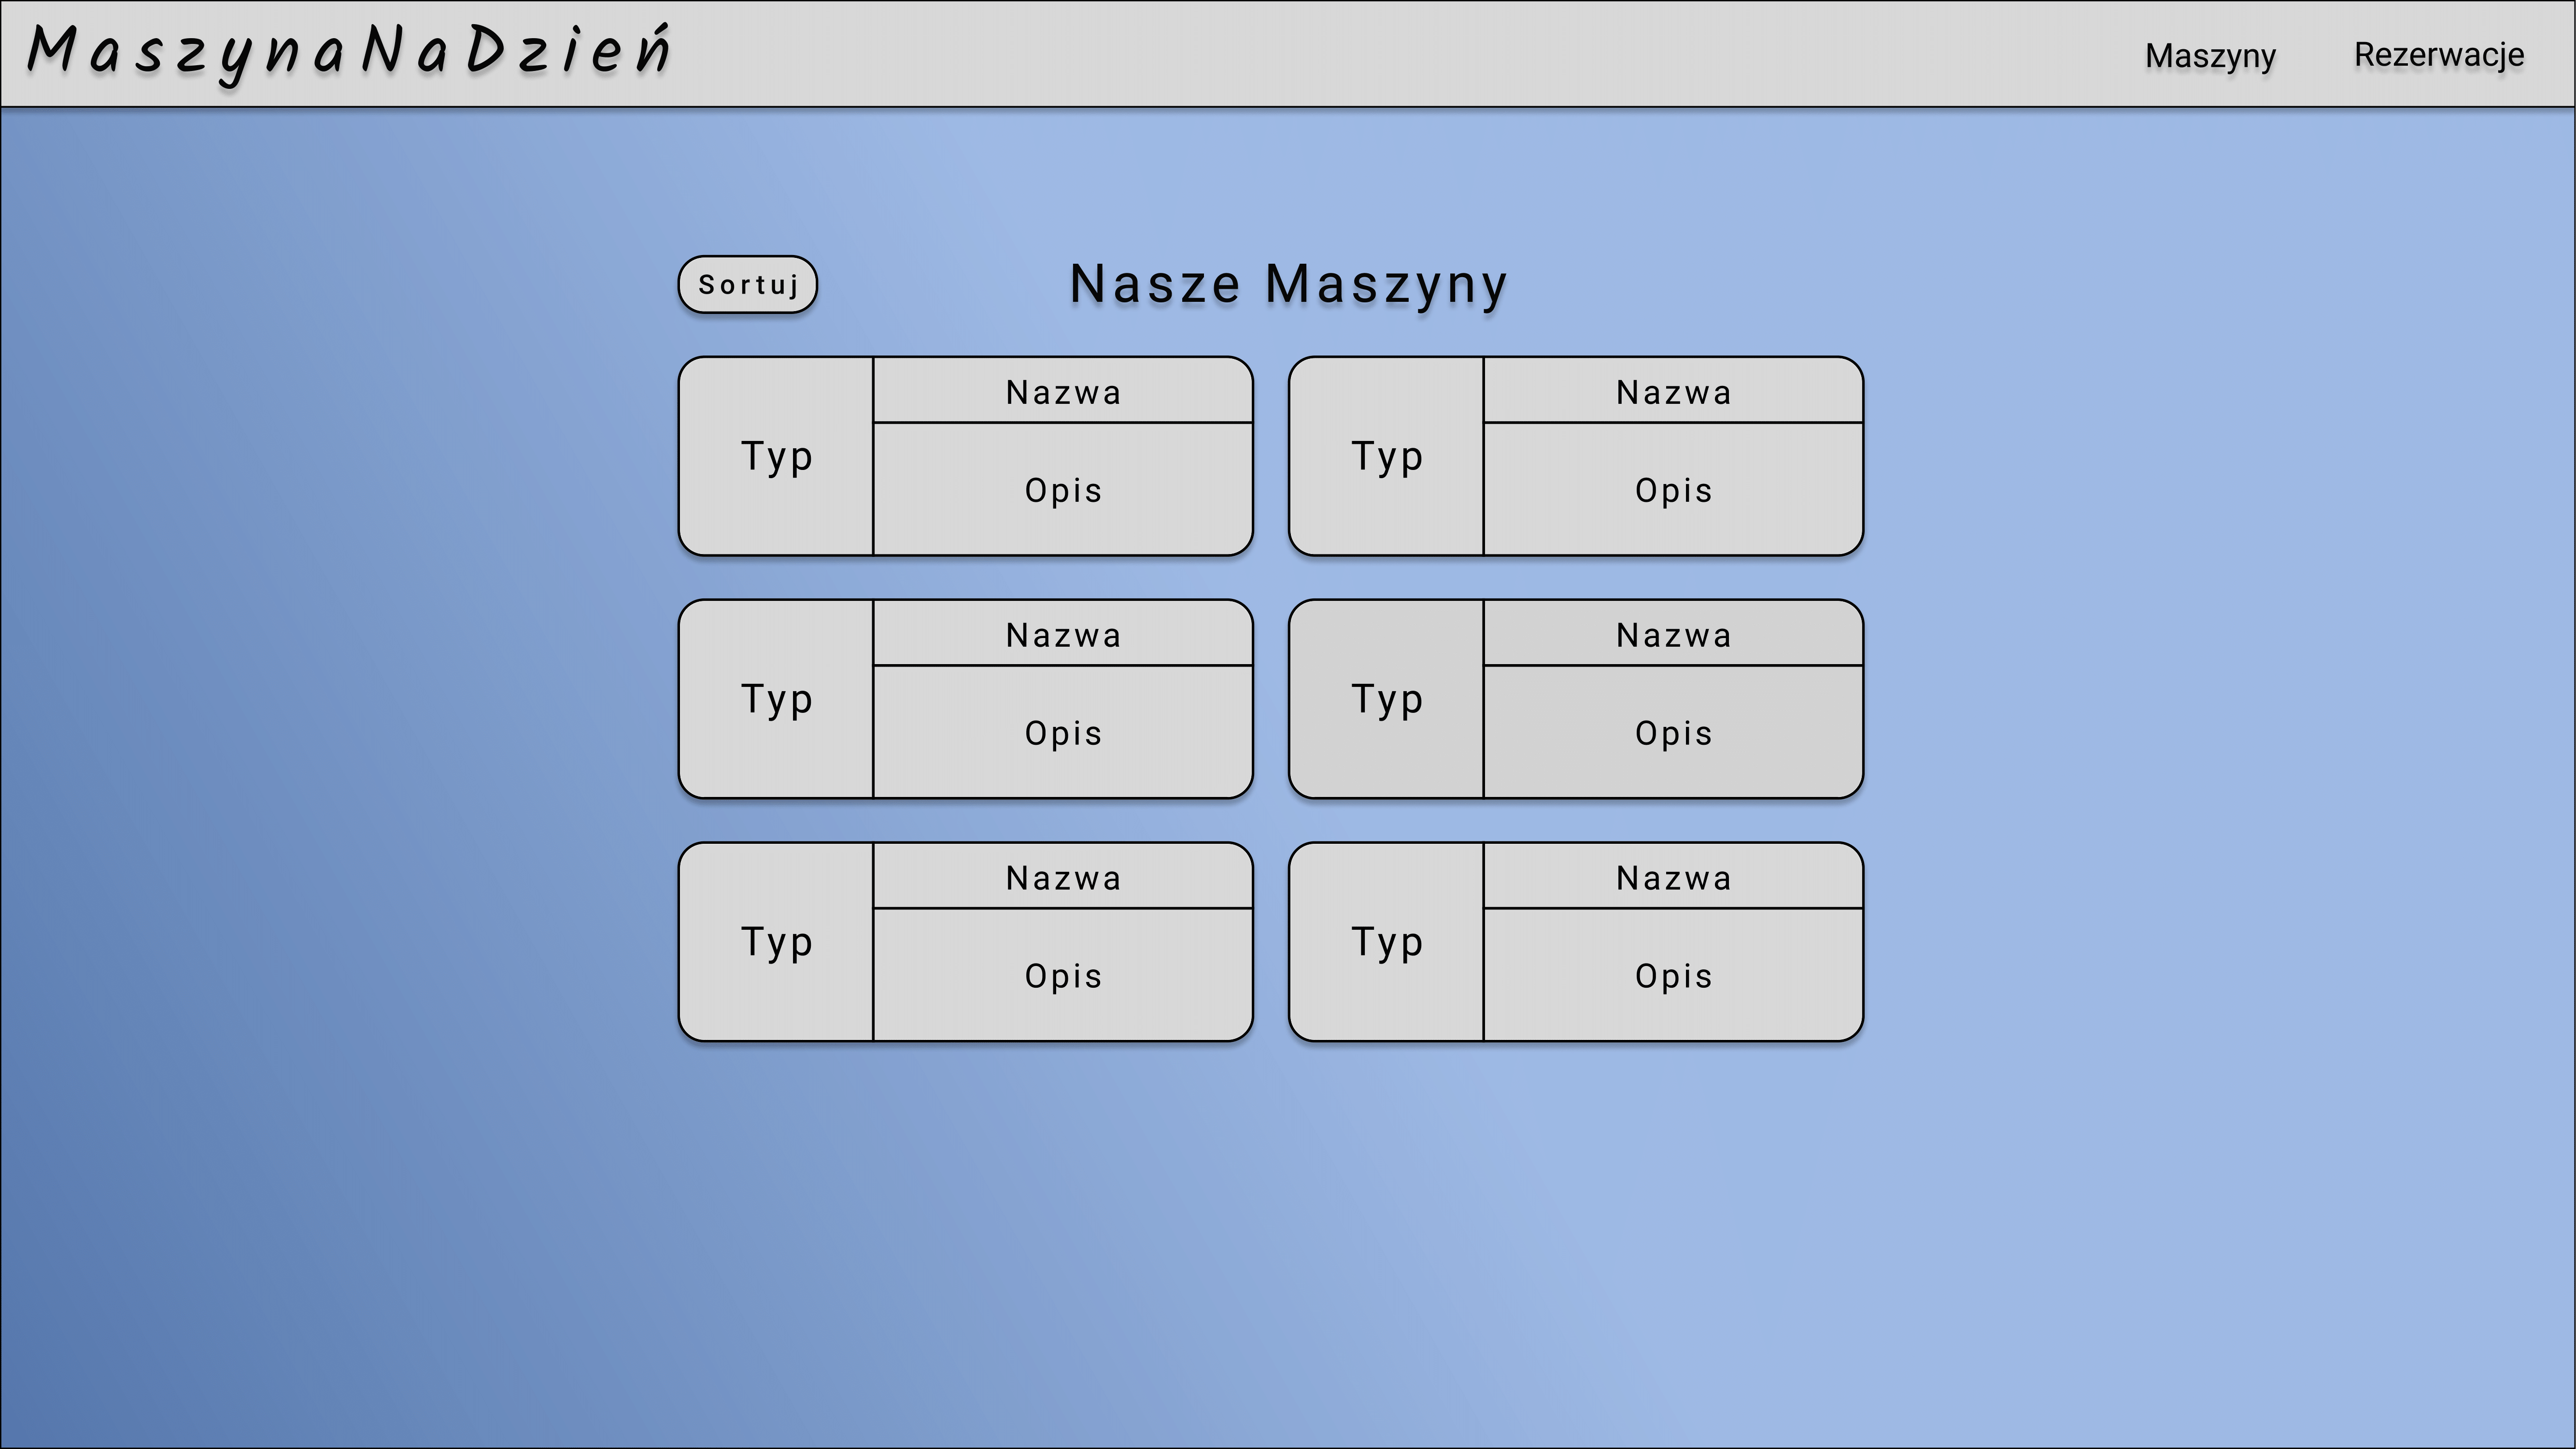 MaszynaNaDzień
Maszyny
Rezerwacje
Sortuj
Nasze Maszyny
Typ
Nazwa
Opis
Typ
Nazwa
Opis
Typ
Nazwa
Opis
Typ
Nazwa
Opis
Typ
Nazwa
Opis
Typ
Nazwa
Opis